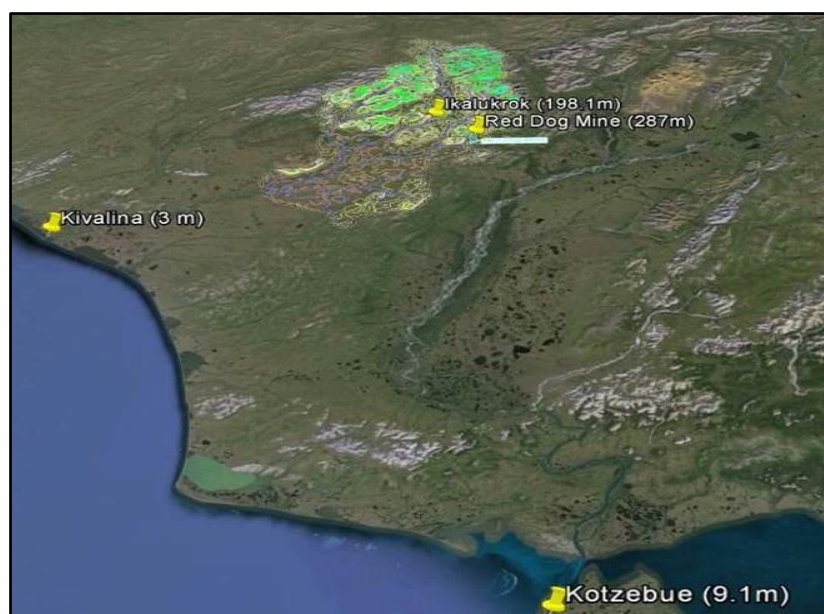 Ikalukrok (198.1m)
Red Dog Mine (287m)
Kivalina (3 m)
Kotzebue (9.1m)